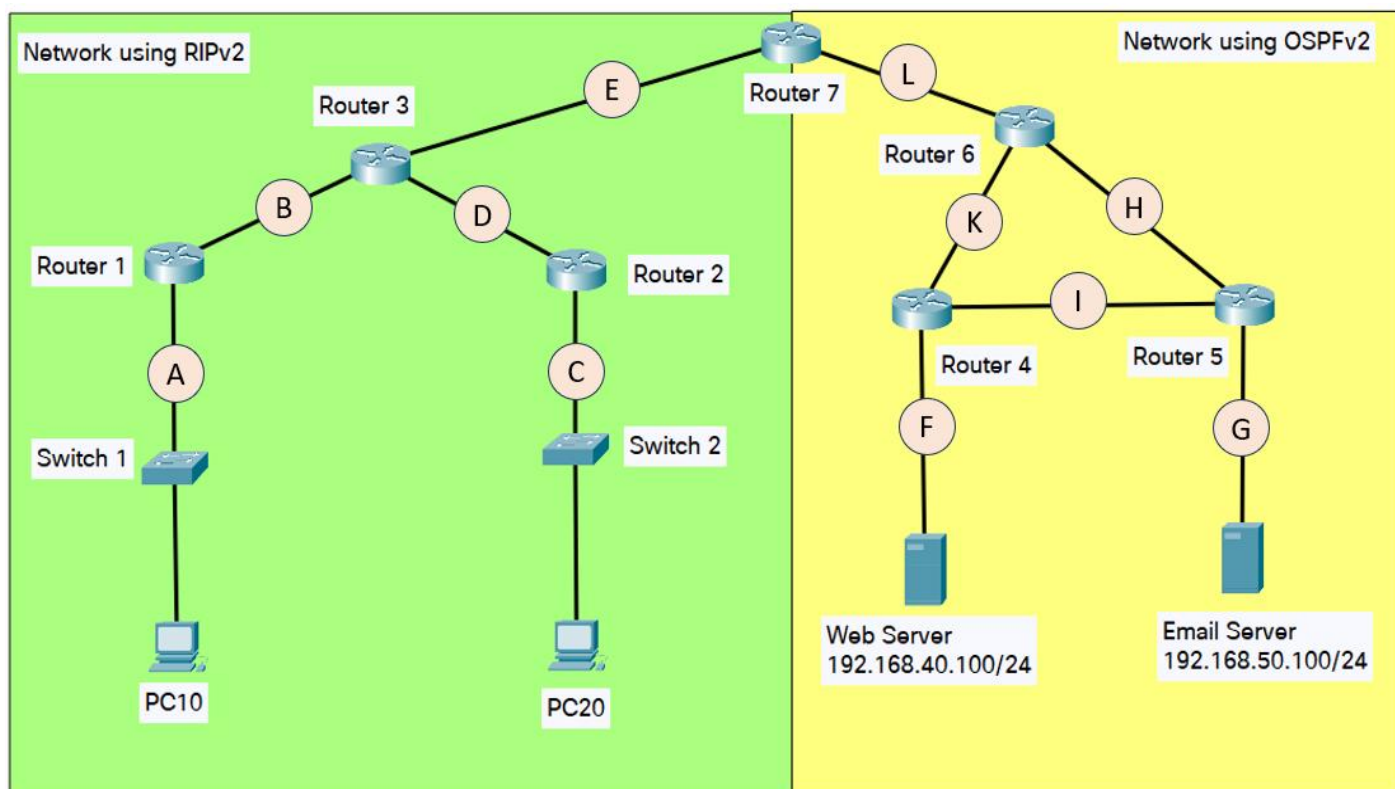 Network using RIPv2
Network using OSPFv2
Router 7
E
L
Router 3
Router 6
B
D
K
H
Router 1
Router 2
I
Router 4
Router 5
A
C
F
G
Switch 1
Switch 2
Web Server
192.168.40.100/24
Email Server
192.168.50.100/24
PC10
PC20